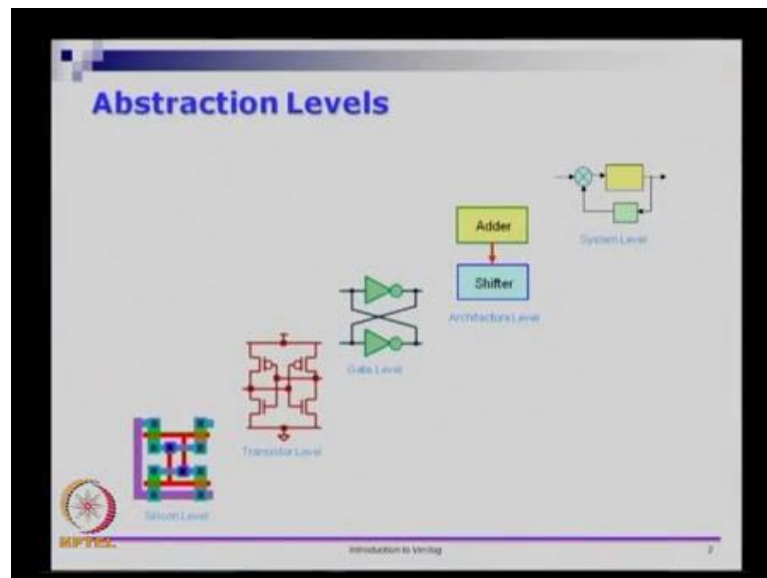 Abstraction Levels
System Level
Adder
Shifter
Architecture Level
Gate Level
Transistor Level
Silicon Level
NPTEL
Introduction to Verilog
2